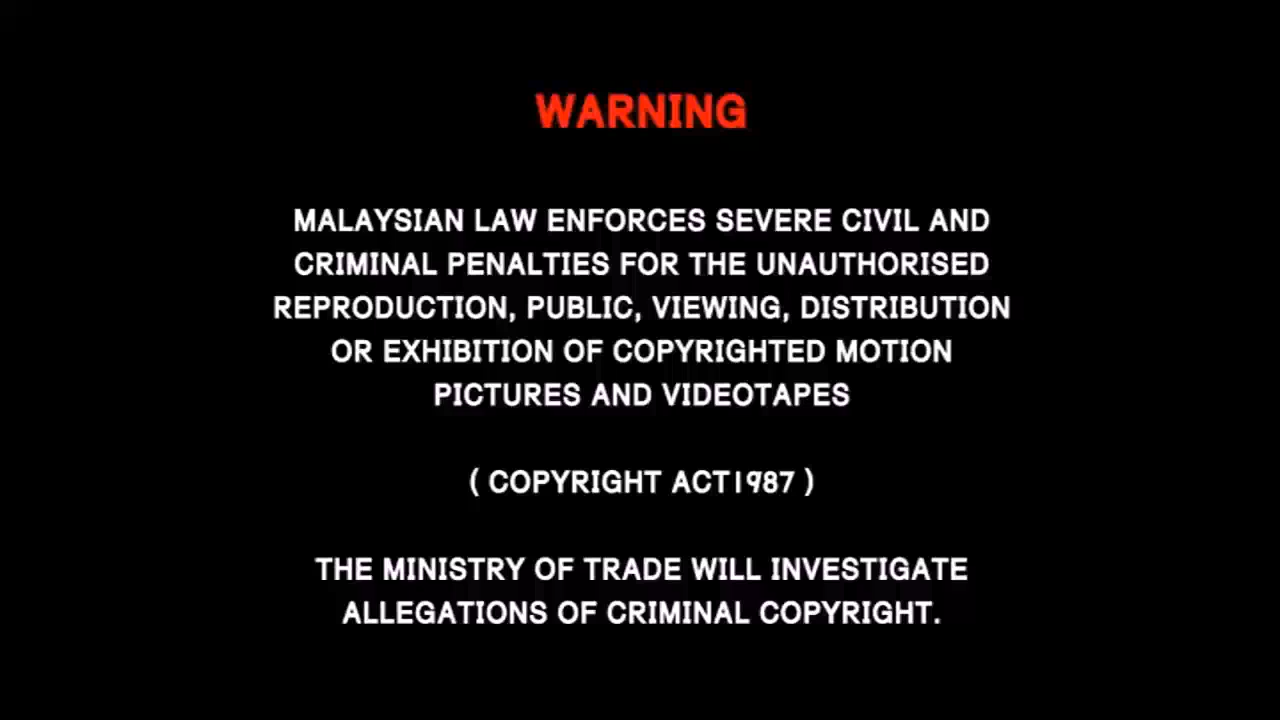 WARNING
MALAYSIAN LAW ENFORCES SEVERE CIVIL AND
CRIMINAL PENALTIES FOR THE UNAUTHORISED
REPRODUCTION, PUBLIC, VIEWING, DISTRIBUTION
OR EXHIBITION OF COPYRIGHTED MOTION
PICTURES AND VIDEOTAPES
( COPYRIGHT ACT1987 )
THE MINISTRY OF TRADE WILL INVESTIGATE
ALLEGATIONS OF CRIMINAL COPYRIGHT.